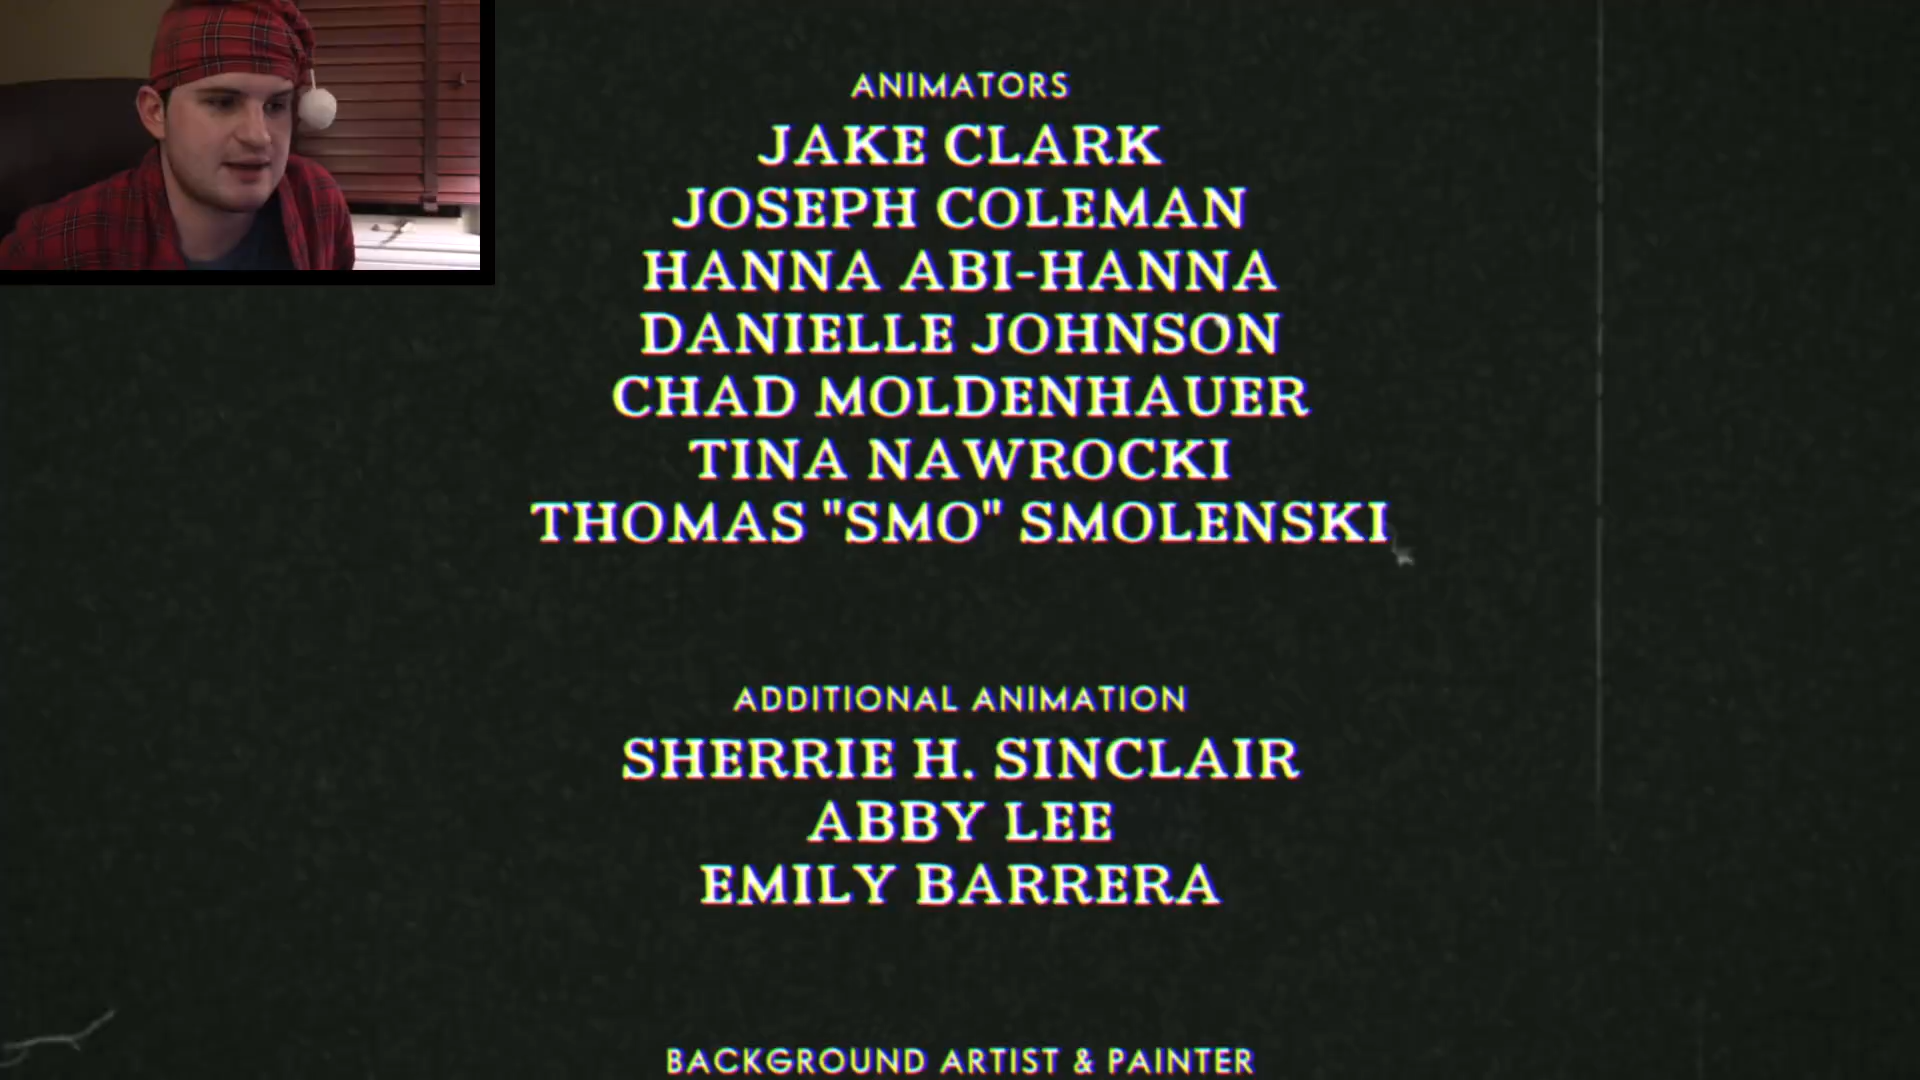 ANIMATORS
JAKE CLARK
JOSEPH COLEMAN
HANNA ABI-HANNA
DANIELLE JOHNSON
CHAD MOLDENHAUER
TINA NAWROCKI
THOMAS "SMO" SMOLENSKI
ADDITIONAL ANIMATION
SHERRIE H. SINCLAIR
ABBY LEE
EMILY BARRERA
BACKGROUND ARTIST & PAINTER